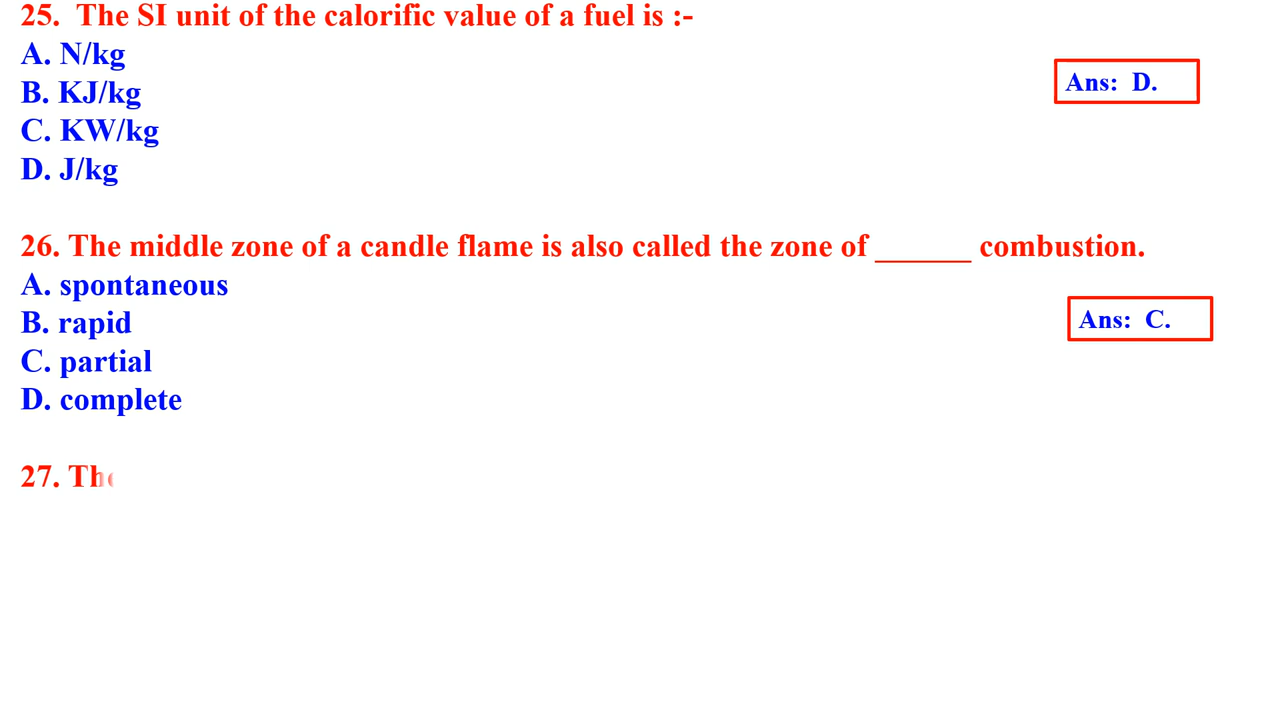 25. The SI unit of the calorific value of a fuel is :-
A. N/kg
B. KJ/kg
C. KW/kg
D. J/kg
Ans: D.
26. The middle zone of a candle flame is also called the zone of ______ combustion.
A. spontaneous
B. rapid
C. partial
D. complete
Ans: C.
27. The